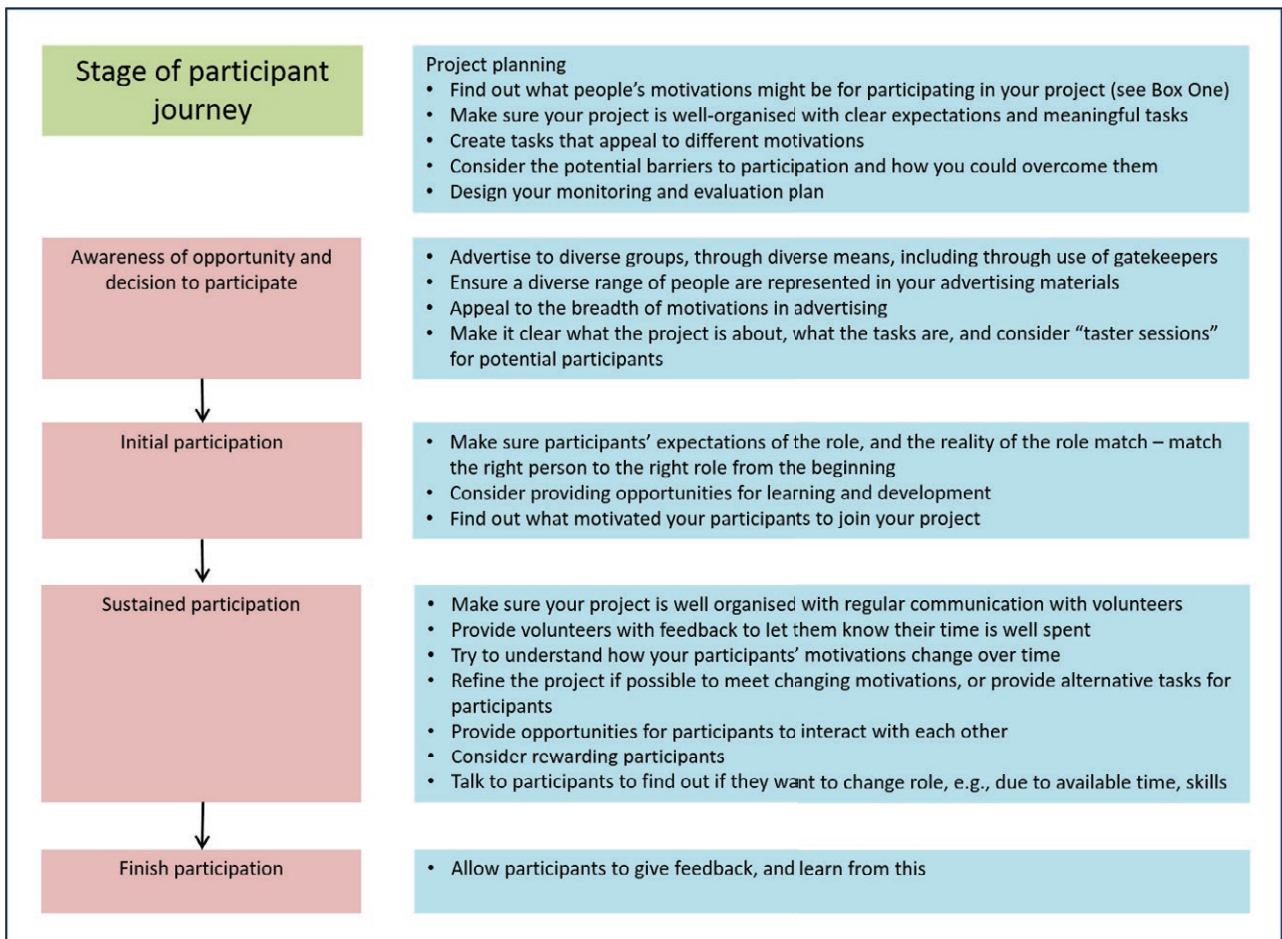 Stage of participant
journey
Project planning
• Find out what people's motivations might be for participating in your project (see Box One)
• Make sure your project is well-organised with clear expectations and meaningful tasks
• Create tasks that appeal to different motivations
• Consider the potential barriers to participation and how you could overcome them
• Design your monitoring and evaluation plan
Awareness of opportunity and
decision to participate
• Advertise to diverse groups, through diverse means, including through use of gatekeepers
• Ensure a diverse range of people are represented in your advertising materials
• Appeal to the breadth of motivations in advertising
• Make it clear what the project is about, what the tasks are, and consider “taster sessions”
for potential participants
Initial participation
• Make sure participants' expectations of the role, and the reality of the role match – match
the right person to the right role from the beginning
• Consider providing opportunities for learning and development
• Find out what motivated your participants to join your project
Sustained participation
• Make sure your project is well organised with regular communication with volunteers
• Provide volunteers with feedback to let them know their time is well spent
• Try to understand how your participants' motivations change over time
• Refine the project if possible to meet changing motivations, or provide alternative tasks for
participants
• Provide opportunities for participants to interact with each other
• Consider rewarding participants
• Talk to participants to find out if they want to change role, e.g., due to available time, skills
Finish participation
• Allow participants to give feedback, and learn from this